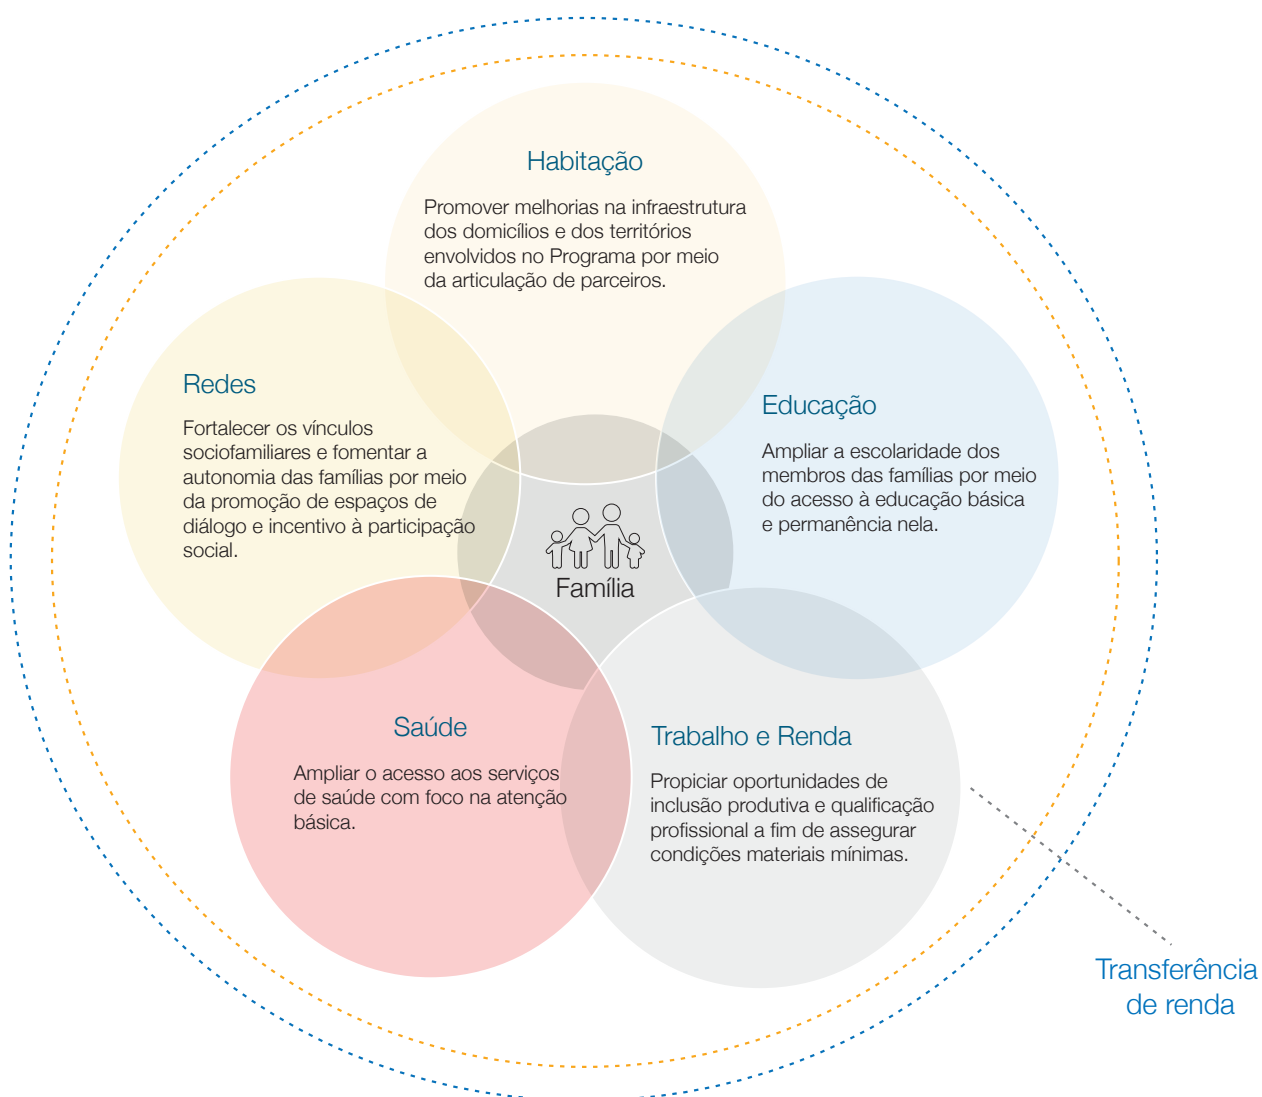 Habitação
Promover melhorias na infraestrutura
dos domicílios e dos territórios
envolvidos no Programa por meio
da articulação de parceiros.
Redes
Fortalecer os vínculos
sociofamiliares e fomentar a
autonomia das famílias por meio
da promoção de espaços de
diálogo e incentivo à participação
social.
Educação
Ampliar a escolaridade dos
membros das famílias por meio
do acesso à educação básica
e permanência nela.
Família
Saúde
Ampliar o acesso aos serviços
de saúde com foco na atenção
básica.
Trabalho e Renda
Propiciar oportunidades de
inclusão produtiva e qualificação
profissional a fim de assegurar
condições materiais mínimas.
Transferência
de renda